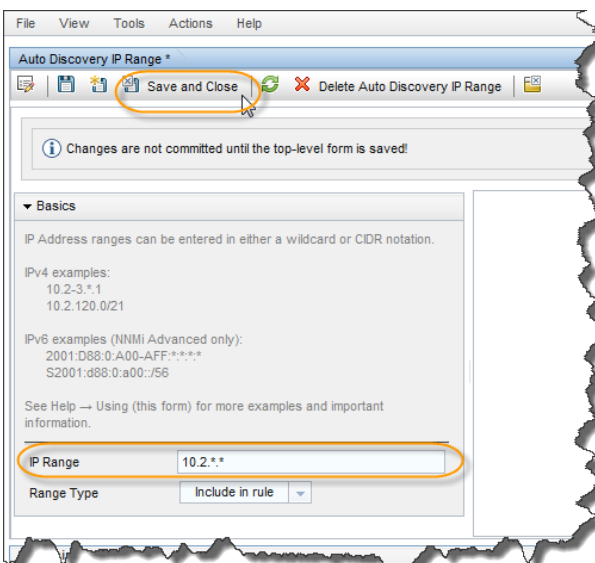 File View Tools Actions Help
Auto Discovery IP Range *
Save and Close Delete Auto Discovery IP Range
Changes are not committed until the top-level form is saved!
Basics
IP Address ranges can be entered in either a wildcard or CIDR notation.
IPv4 examples:
10.2-3.*.1
10.2.120.0/21
IPv6 examples (NNMi Advanced only):
2001:D88:0:A00-AFF:*:*:*:*
S2001:d88:0:a00::/56
See Help → Using (this form) for more examples and important
information.
IP Range 10.2.*.*
Range Type Include in rule